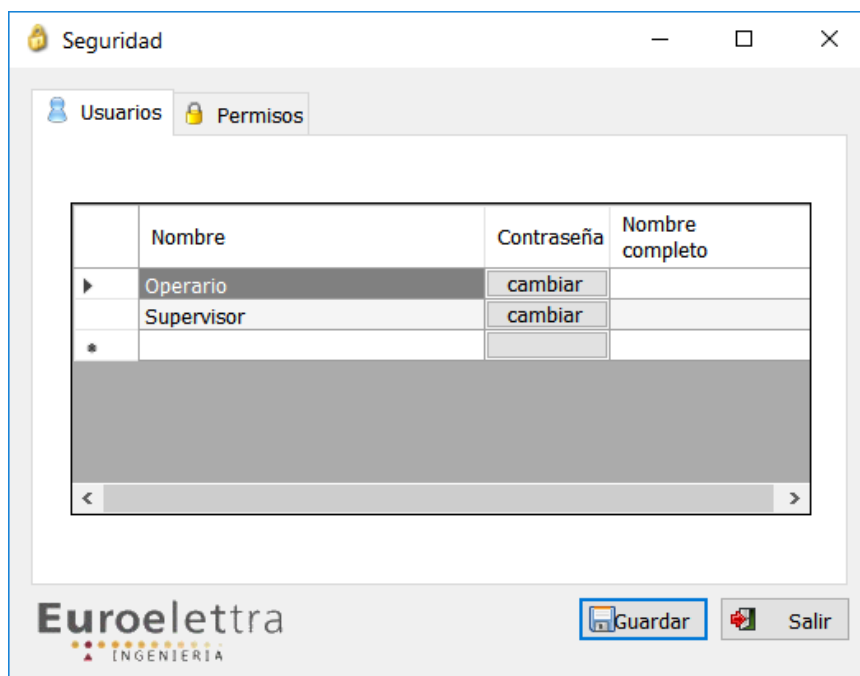 Seguridad
Usuarios Permisos
Nombre Contraseña Nombre completo
Operario cambiar
Supervisor cambiar
Euroelettra
INGENIERIA
Guardar Salir